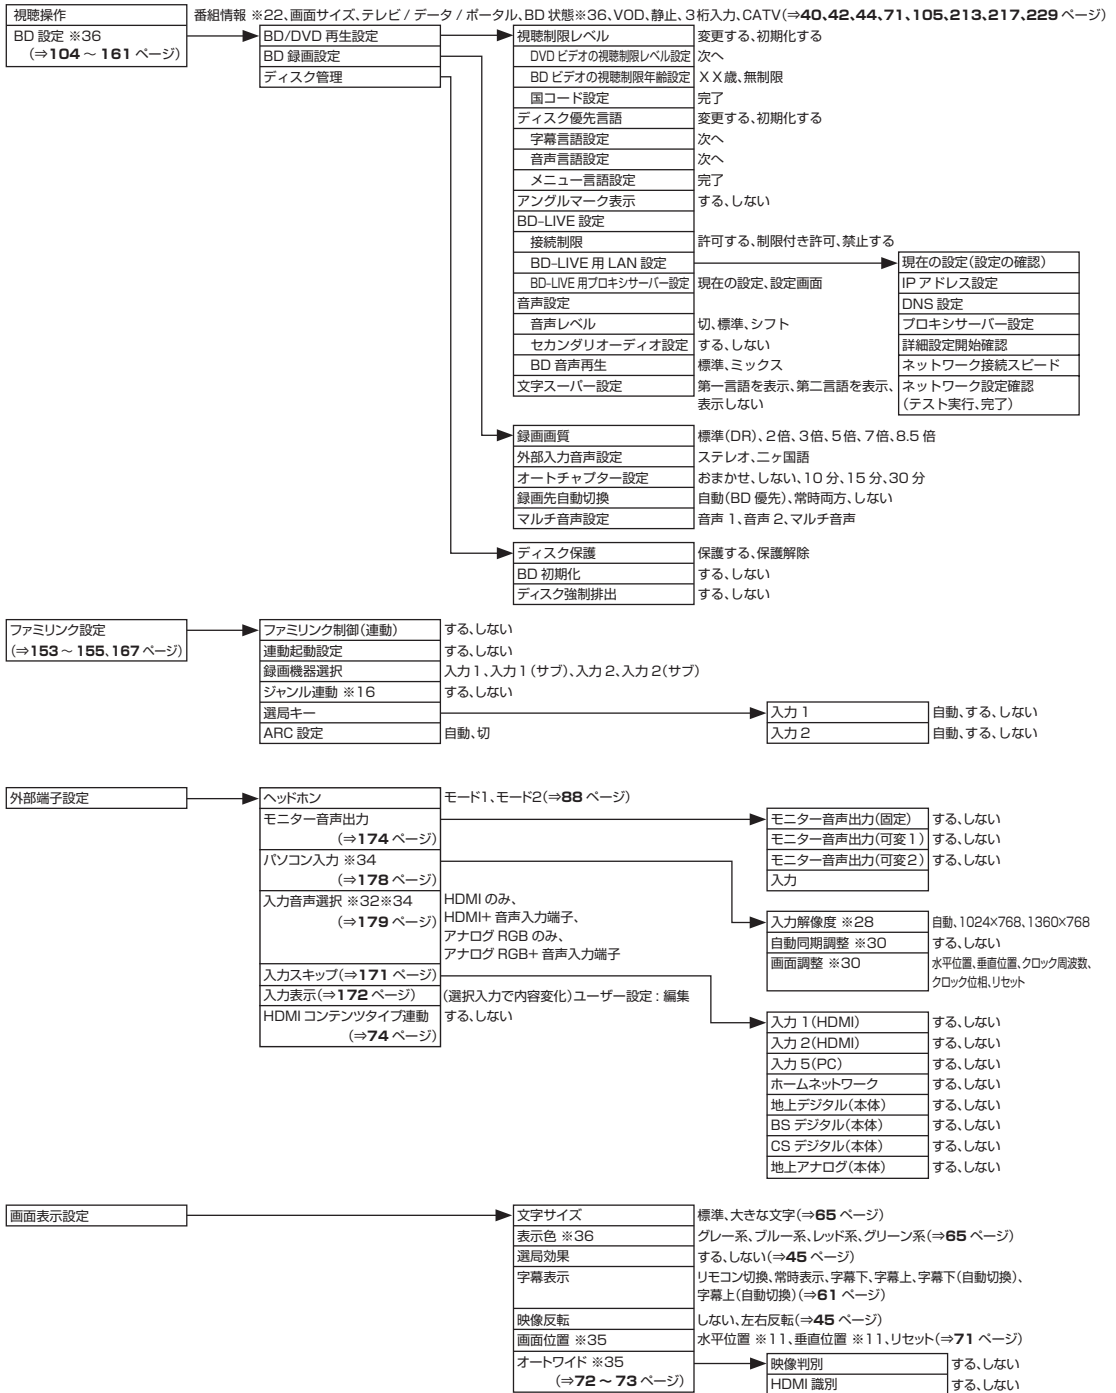 視聴操作 番組情報 ※22、画面サイズ、テレビ / データ / ポータル、BD 状態※36、VOD、静止、3桁入力、CATV(⇒40,42,44,71,105,213,217,229 ページ)
BD 設定 ※36
(⇒104 ～ 161 ページ)
BD/DVD 再生設定
BD 録画設定
ディスク管理
視聴制限レベル 変更する、初期化する
DVD ビデオの視聴制限レベル設定 次へ
BD ビデオの視聴制限年齢設定 ＸＸ歳、無制限
国コード設定 完了
ディスク優先言語 変更する、初期化する
字幕言語設定 次へ
音声言語設定 次へ
メニュー言語設定 完了
アングルマーク表示 する、しない
BD-LIVE 設定
接続制限 許可する、制限付き許可、禁止する
BD-LIVE 用 LAN 設定
BD-LIVE 用プロキシサーバー設定 現在の設定、設定画面
音声設定
音声レベル 切、標準、シフト
セカンダリオーディオ設定 する、しない
BD 音声再生 標準、ミックス
文字スーパー設定 第一言語を表示、第二言語を表示、
表示しない
現在の設定(設定の確認)
IP アドレス設定
DNS 設定
プロキシサーバー設定
詳細設定開始確認
ネットワーク接続スピード
ネットワーク設定確認
(テスト実行、完了)
録画画質 標準(DR)、2倍、3倍、5倍、7倍、8.5 倍
外部入力音声設定 ステレオ、二ヶ国語
オートチャプター設定 おまかせ、しない、10 分、15 分、30 分
録画先自動切換 自動(BD 優先)、常時両方、しない
マルチ音声設定 音声 1、音声 2、マルチ音声
ディスク保護 保護する、保護解除
BD 初期化 する、しない
ディスク強制排出 する、しない
ファミリンク設定
(⇒153 ～ 155、167 ページ)
ファミリンク制御(連動) する、しない
連動起動設定 する、しない
録画機器選択 入力 1、入力 1(サブ)、入力 2、入力 2(サブ)
ジャンル連動 ※16 する、しない
選局キー
ARC 設定 自動、切
入力 1 自動、する、しない
入力 2 自動、する、しない
外部端子設定
ヘッドホン モード1、モード2(⇒88 ページ)
モニター音声出力
(⇒174 ページ)
パソコン入力 ※34
(⇒178 ページ)
入力音声選択 ※32※34
(⇒179 ページ)
HDMI のみ、
HDMI+ 音声入力端子、
アナログ RGB のみ、
アナログ RGB+ 音声入力端子
入力スキップ(⇒171 ページ)
入力表示(⇒172 ページ) (選択入力で内容変化)ユーザー設定 : 編集
HDMI コンテンツタイプ連動 する、しない
(⇒74 ページ)
モニター音声出力(固定) する、しない
モニター音声出力(可変1) する、しない
モニター音声出力(可変2) する、しない
入力
入力解像度 ※28 自動、1024×768、1360×768
自動同期調整 ※30 する、しない
画面調整 ※30 水平位置、垂直位置、クロック周波数、
クロック位相、リセット
入力 1(HDMI) する、しない
入力 2(HDMI) する、しない
入力 5(PC) する、しない
ホームネットワーク する、しない
地上デジタル(本体) する、しない
BS デジタル(本体) する、しない
CS デジタル(本体) する、しない
地上アナログ(本体) する、しない
画面表示設定
文字サイズ 標準、大きな文字(⇒65 ページ)
表示色 ※36 グレー系、ブルー系、レッド系、グリーン系(⇒65 ページ)
選局効果 する、しない(⇒45 ページ)
字幕表示 リモコン切換、常時表示、字幕下、字幕上、字幕下(自動切換)、
字幕上(自動切換)(⇒61 ページ)
映像反転 しない、左右反転(⇒45 ページ)
画面位置 ※35 水平位置 ※11、垂直位置 ※11、リセット(⇒71 ページ)
オートワイド ※35
(⇒72 ～ 73 ページ)
映像判別 する、しない
HDMI 識別 する、しない